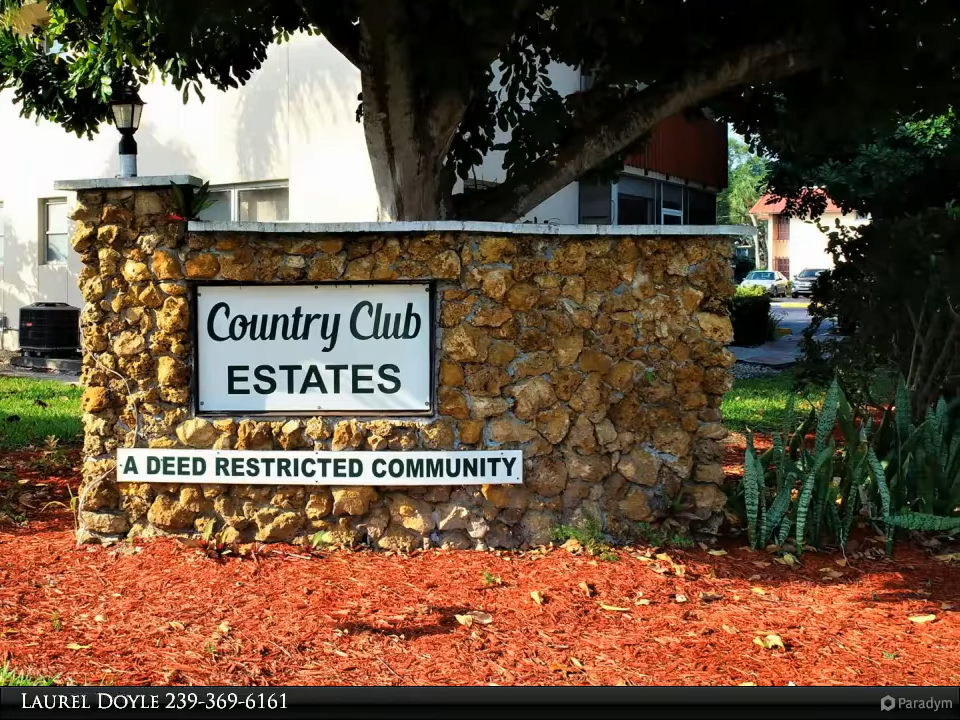 Country Club
ESTATES
A DEED RESTRICTED COMMUNITY
Laurel Doyle 239-369-6161
Paradym